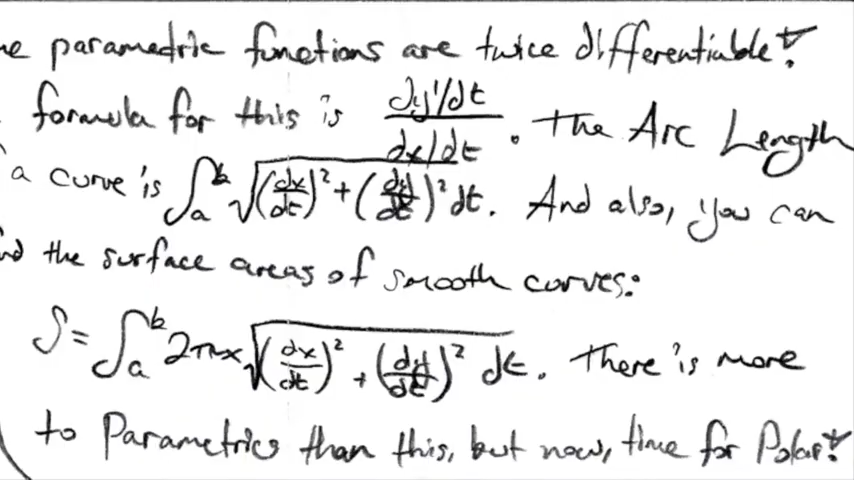 ne parametric functions are twice differentiable!
formula for this is (dy'/dt)/(dx/dt). The Arc Length
a curve is ∫_a^b √((dx/dt)² + (dy/dt)²) dt. And also, you can
nd the surface areas of smooth curves:
S = ∫_a^b 2πx √((dx/dt)² + (dy/dt)²) dt. There is more
to Parametrics than this, but now, time for Polar!